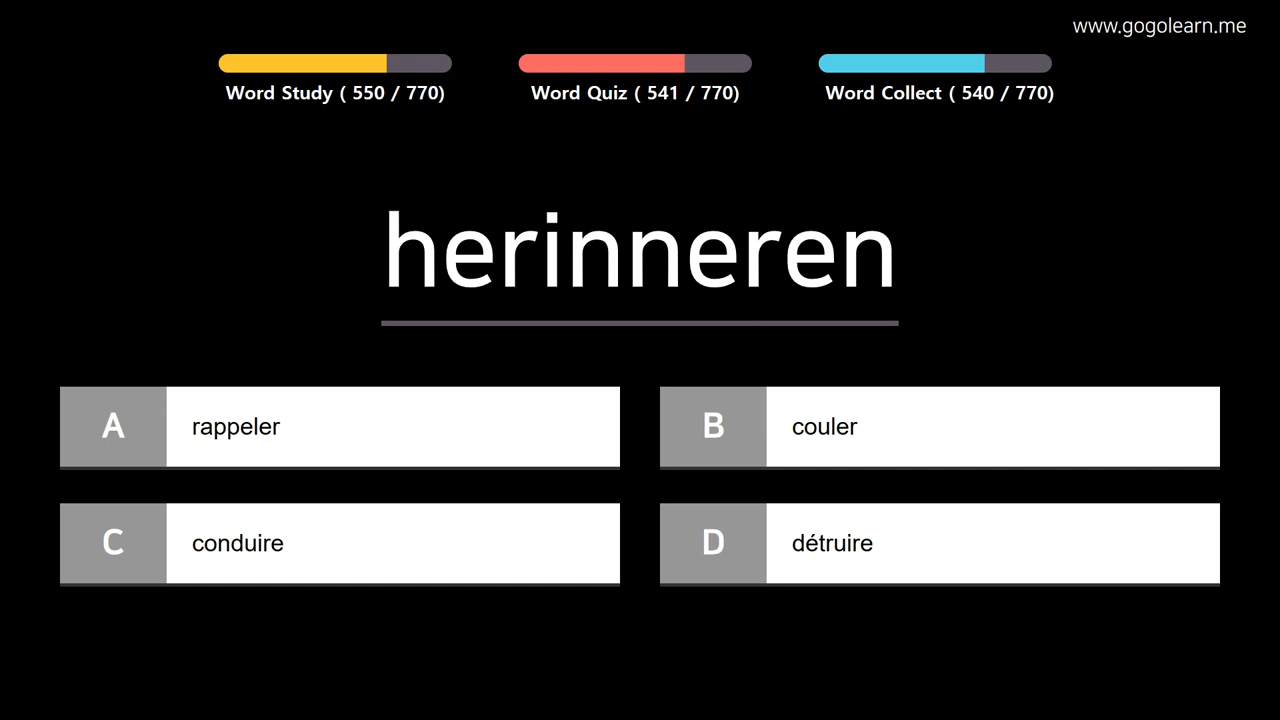 www.gogolearn.me
Word Study ( 550 / 770)
Word Quiz ( 541 / 770)
Word Collect ( 540 / 770)
herinneren
A rappeler
B couler
C conduire
D détruire